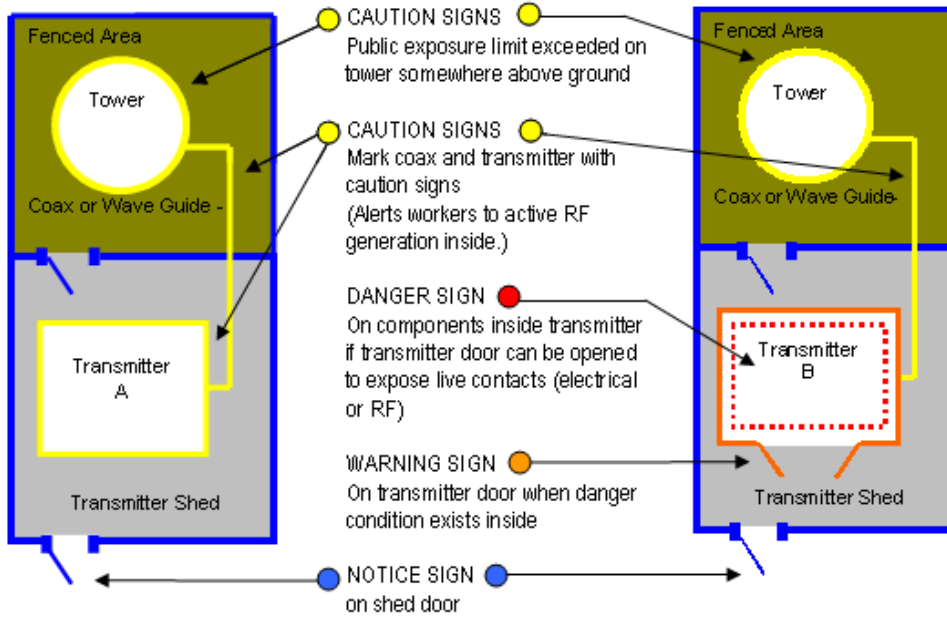 Fenced Area
Tower
Coax or Wave Guide -
Transmitter
A
Transmitter Shed
CAUTION SIGNS
Public exposure limit exceeded on
tower somewhere above ground
CAUTION SIGNS
Mark coax and transmitter with
caution signs
(Alerts workers to active RF
generation inside.)
DANGER SIGN
On components inside transmitter
if transmitter door can be opened
to expose live contacts (electrical
or RF)
WARNING SIGN
On transmitter door when danger
condition exists inside
NOTICE SIGN
on shed door
Fenced Area
Tower
Coax or Wave Guide-
Transmitter
B
Transmitter Shed